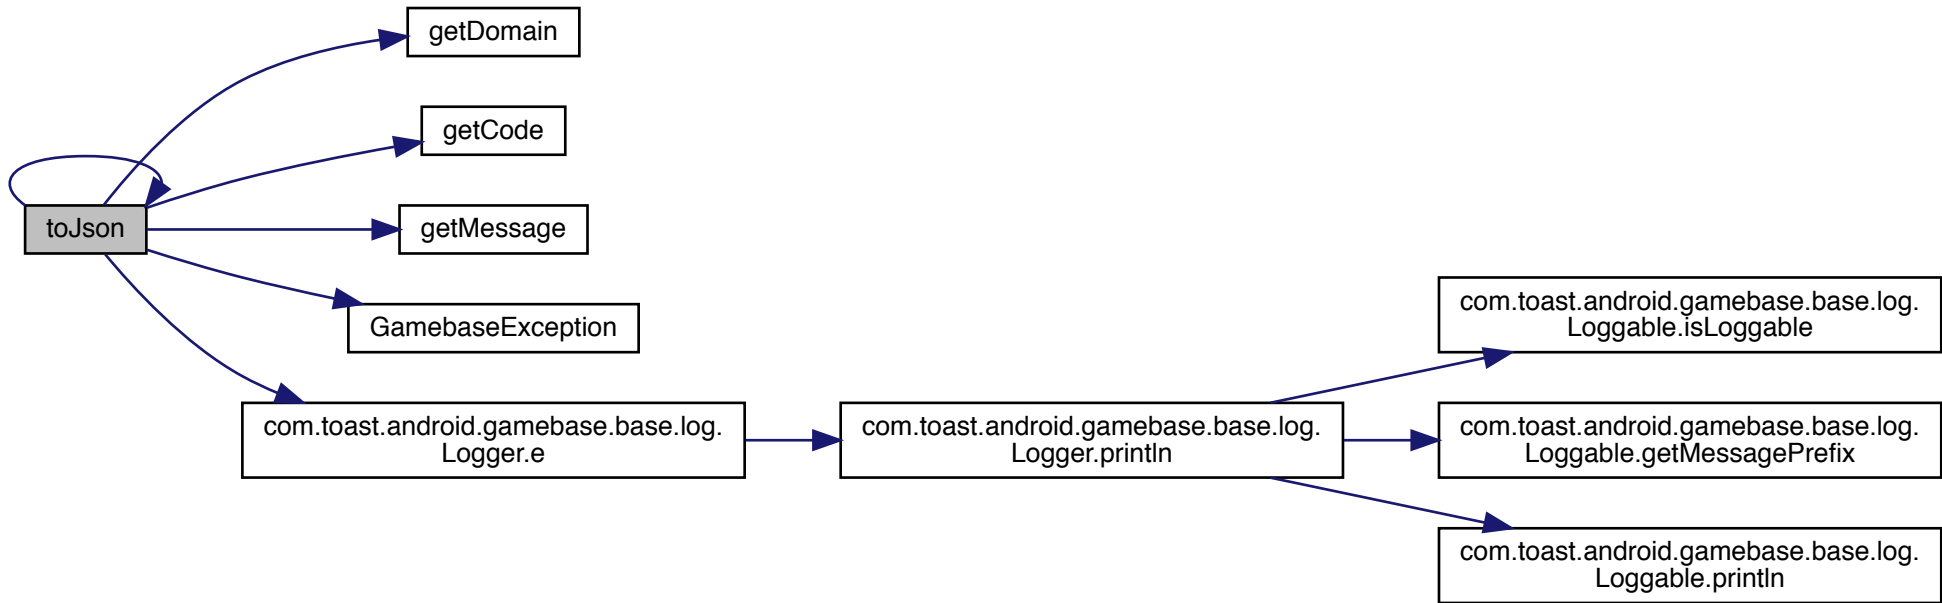 getDomain
getCode
toJson
getMessage
GamebaseException
com.toast.android.gamebase.base.log.
Logger.e
com.toast.android.gamebase.base.log.
Logger.println
com.toast.android.gamebase.base.log.
Loggable.isLoggable
com.toast.android.gamebase.base.log.
Loggable.getMessagePrefix
com.toast.android.gamebase.base.log.
Loggable.println